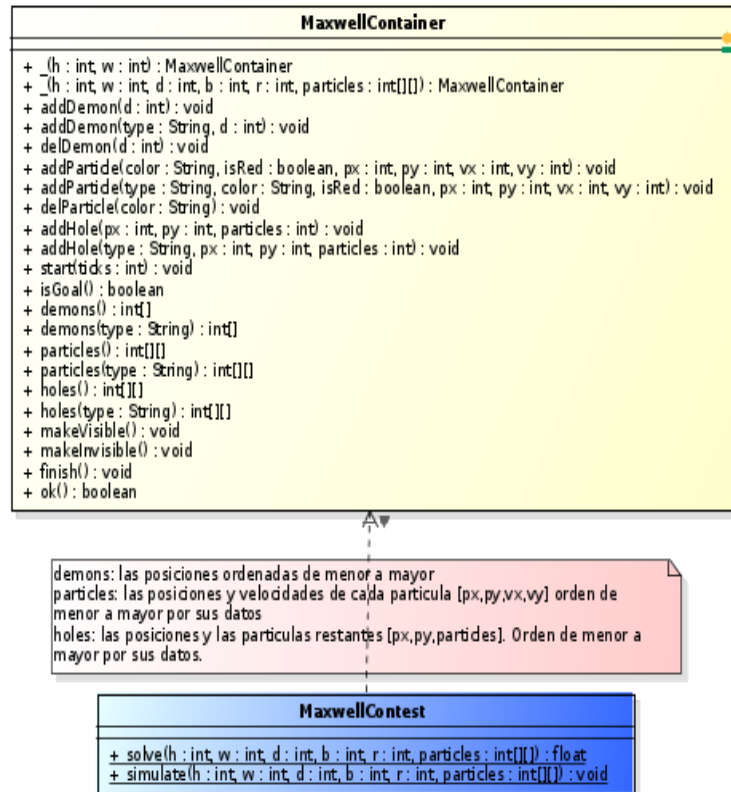 MaxwellContainer
+ _(h : int, w : int) : MaxwellContainer
+ _(h : int, w : int, d : int, b : int, r : int, particles : int[][]) : MaxwellContainer
+ addDemon(d : int) : void
+ addDemon(type : String, d : int) : void
+ delDemon(d : int) : void
+ addParticle(color : String, isRed : boolean, px : int, py : int, vx : int, vy : int) : void
+ addParticle(type : String, color : String, isRed : boolean, px : int, py : int, vx : int, vy : int) : void
+ delParticle(color : String) : void
+ addHole(px : int, py : int, particles : int) : void
+ addHole(type : String, px : int, py : int, particles : int) : void
+ start(ticks : int) : void
+ isGoal() : boolean
+ demons() : int[]
+ demons(type : String) : int[]
+ particles() : int[][]
+ particles(type : String) : int[][]
+ holes() : int[][]
+ holes(type : String) : int[][]
+ makeVisible() : void
+ makeInvisible() : void
+ finish() : void
+ ok() : boolean
demons: las posiciones ordenadas de menor a mayor
particles: las posiciones y velocidades de cada particula [px,py,vx,vy] orden de
menor a mayor por sus datos
holes: las posiciones y las particulas restantes [px,py,particles]. Orden de menor a
mayor por sus datos.
MaxwellContest
+ solve(h : int, w : int, d : int, b : int, r : int, particles : int[][]) : float
+ simulate(h : int, w : int, d : int, b : int, r : int, particles : int[][]) : void